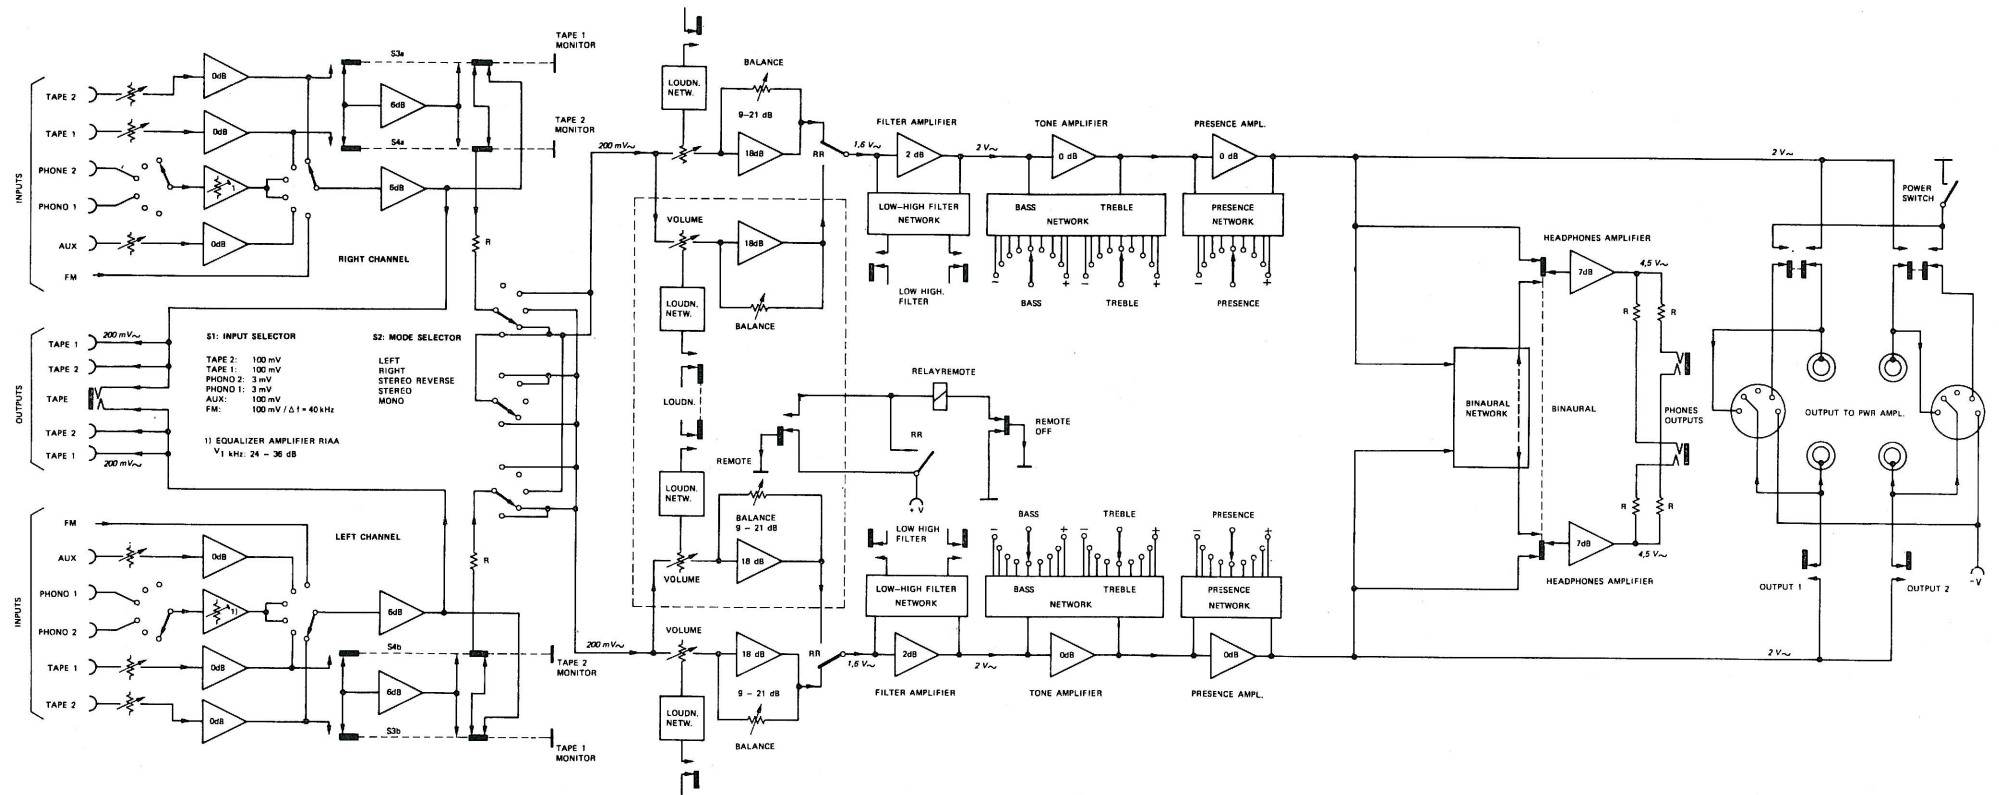 INPUTS
TAPE 2
TAPE 1
PHONE 2
PHONO 1
AUX
FM
0dB
0dB
1)
0dB
6dB
6dB
S3a
S4a
TAPE 1
MONITOR
TAPE 2
MONITOR
RIGHT CHANNEL
R
OUTPUTS
200 mV~
TAPE 1
TAPE 2
TAPE
TAPE 2
TAPE 1
200 mV~
S1: INPUT SELECTOR
TAPE 2: 100 mV
TAPE 1: 100 mV
PHONO 2: 3 mV
PHONO 1: 3 mV
AUX: 100 mV
FM: 100 mV / Δ f = 40 kHz
1) EQUALIZER AMPLIFIER RIAA
V1 kHz: 24 – 36 dB
S2: MODE SELECTOR
LEFT
RIGHT
STEREO REVERSE
STEREO
MONO
INPUTS
FM
AUX
PHONO 1
PHONO 2
TAPE 1
TAPE 2
0dB
1)
0dB
0dB
6dB
6dB
LEFT CHANNEL
R
S4b
S3b
TAPE 2
MONITOR
TAPE 1
MONITOR
200 mV~
LOUDN.
NETW.
BALANCE
9–21 dB
18dB
RR
1,6 V~
VOLUME
18dB
LOUDN.
NETW.
BALANCE
LOUDN.
RELAYREMOTE
RR
REMOTE
OFF
REMOTE
+ V
LOUDN.
NETW.
BALANCE
9 – 21 dB
18 dB
VOLUME
200 mV~
VOLUME
18 dB
RR
1,6 V~
9 – 21 dB
LOUDN.
NETW.
BALANCE
FILTER AMPLIFIER
2 dB
2 V~
LOW–HIGH FILTER
NETWORK
LOW HIGH.
FILTER
TONE AMPLIFIER
0 dB
BASS TREBLE
NETWORK
– + – +
BASS TREBLE
PRESENCE AMPL.
0 dB
PRESENCE
NETWORK
– +
PRESENCE
2 V~
LOW HIGH
FILTER
LOW–HIGH FILTER
NETWORK
2dB
2 V~
FILTER AMPLIFIER
BASS TREBLE
– + – +
BASS TREBLE
NETWORK
0dB
TONE AMPLIFIER
PRESENCE
– +
PRESENCE
NETWORK
0dB
PRESENCE AMPL.
2 V~
HEADPHONES AMPLIFIER
7dB
4,5 V~
R R
BINAURAL
NETWORK
BINAURAL
PHONES
OUTPUTS
R R
7dB
4,5 V~
HEADPHONES AMPLIFIER
POWER
SWITCH
OUTPUT TO PWR AMPL.
OUTPUT 1
OUTPUT 2
–V